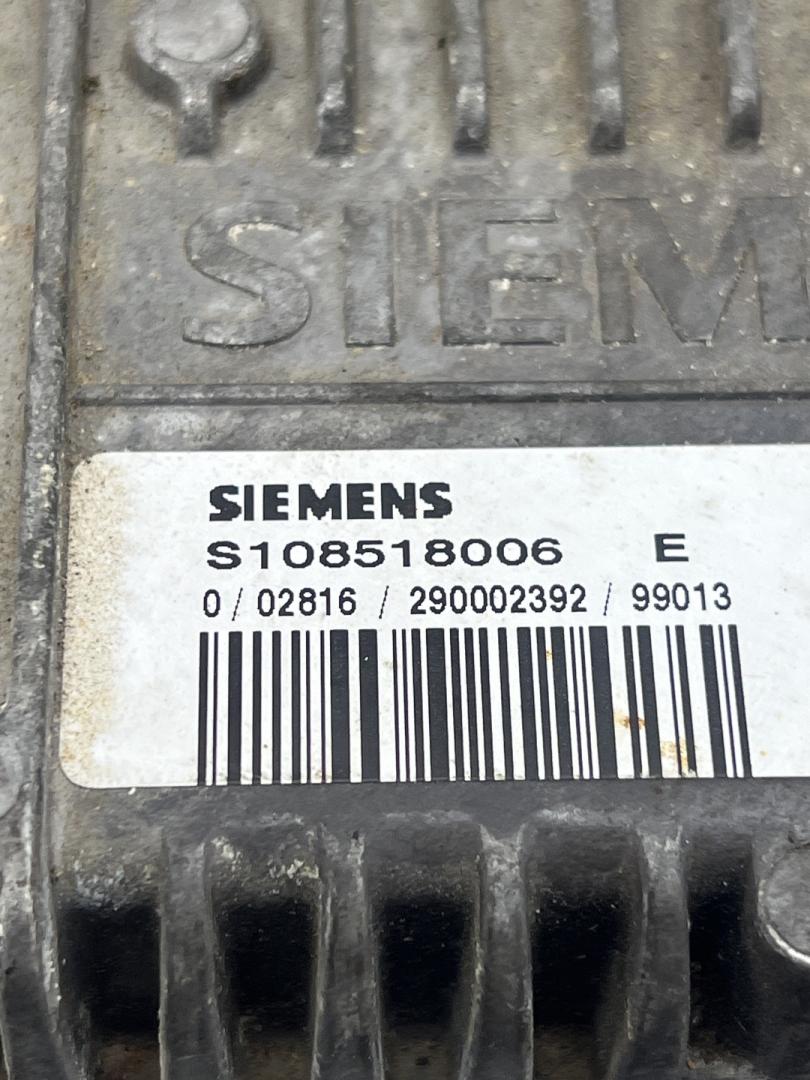 SIEM
SIEMENS
S108518006 E
0 / 02816 / 290002392 / 99013